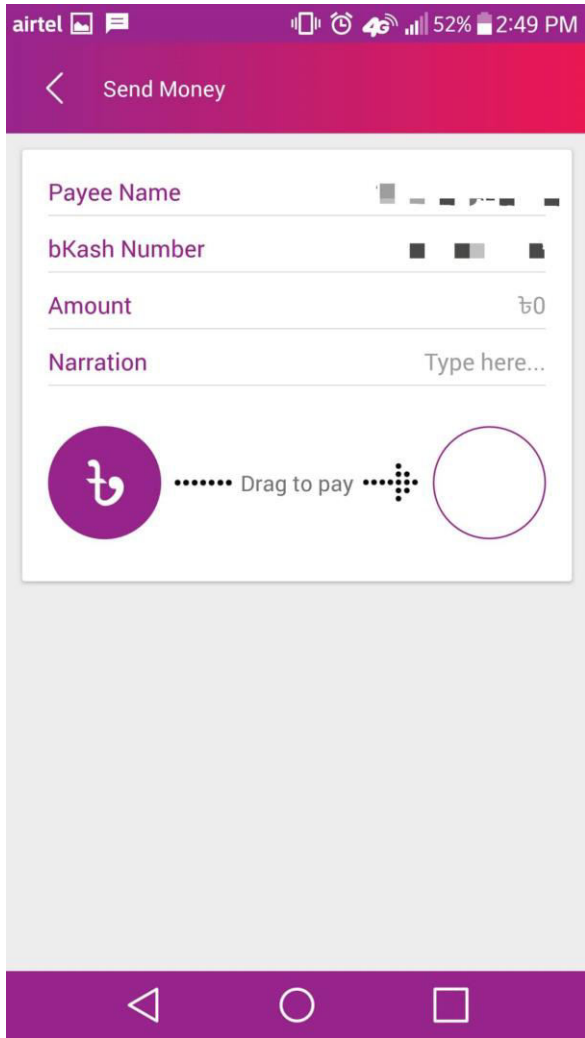 airtel 4G 52% 2:49 PM
Send Money
Payee Name
bKash Number
Amount ৳0
Narration Type here...
৳ Drag to pay